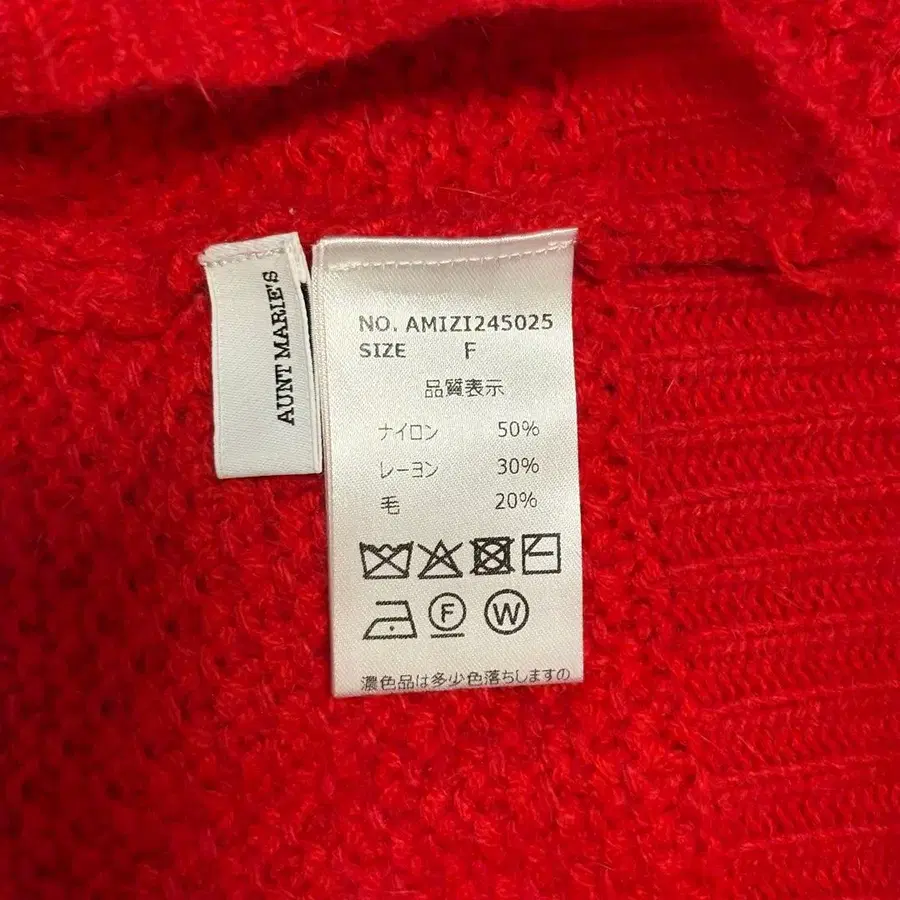 AUNT MARIE'S
NO. AMIZI245025
SIZE F
品質表示
ナイロン 50%
レーヨン 30%
毛 20%
F W
濃色品は多少色落ちしますの